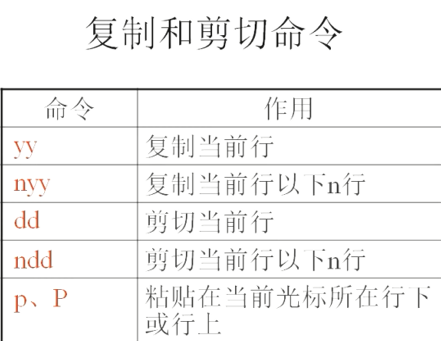 复制和剪切命令
命令 作用
yy 复制当前行
nyy 复制当前行以下n行
dd 剪切当前行
ndd 剪切当前行以下n行
p、P 粘贴在当前光标所在行下
或行上